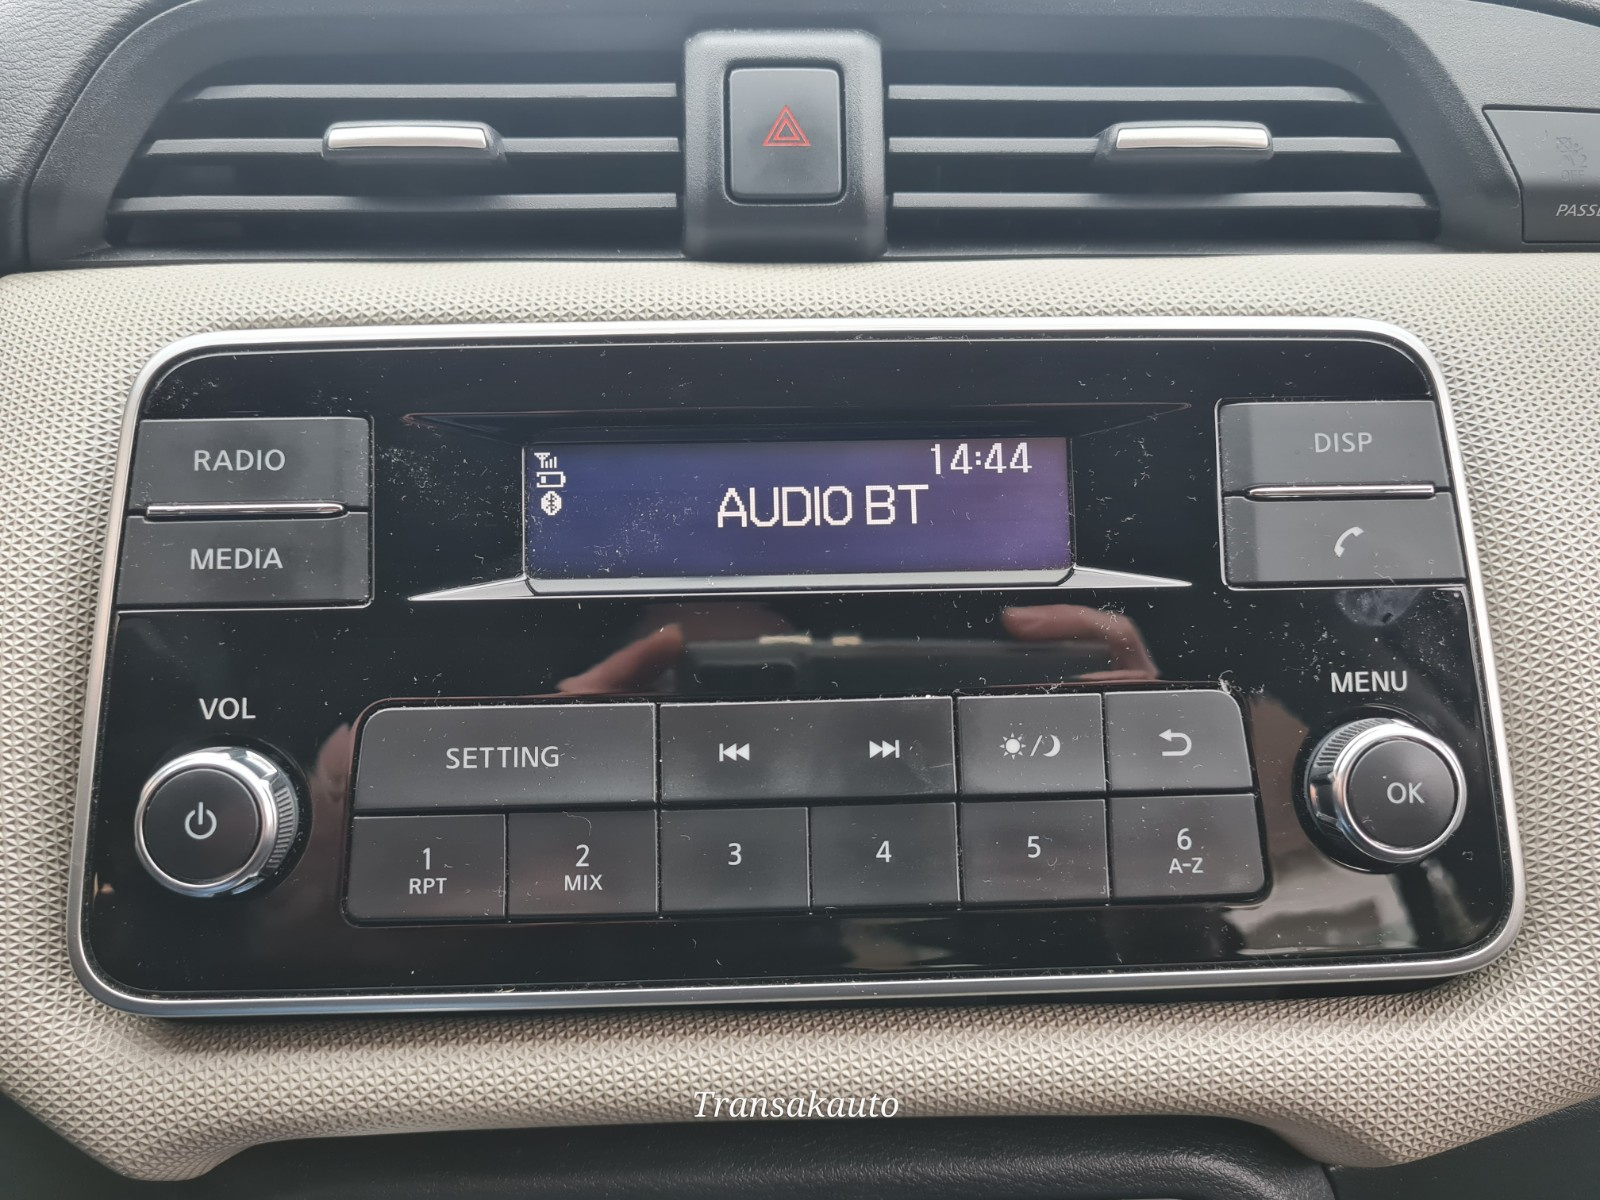 PASSE
14:44
AUDIO BT
RADIO
MEDIA
DISP
VOL
MENU
SETTING
OK
1
RPT
2
MIX
3
4
5
6
A-Z
Transakauto